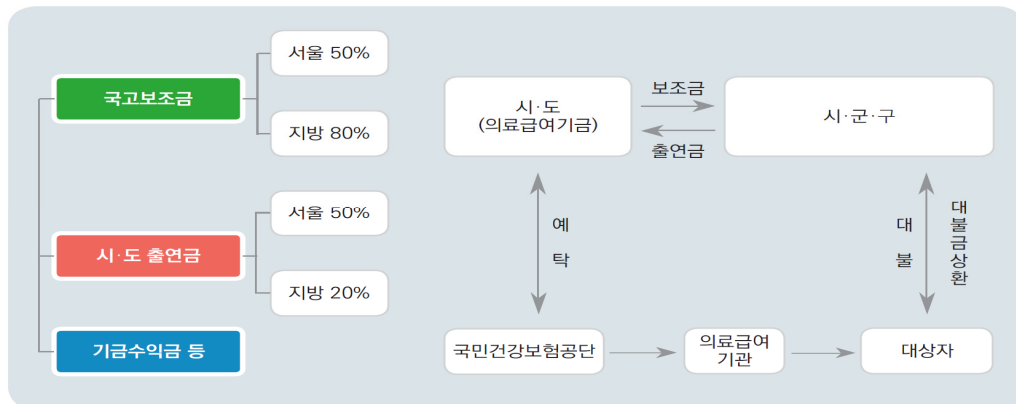 국고보조금
서울 50%
지방 80%
시·도 출연금
서울 50%
지방 20%
기금수익금 등
시·도
(의료급여기금)
보조금
출연금
시·군·구
예탁
대불
대불금상환
국민건강보험공단
의료급여
기관
대상자